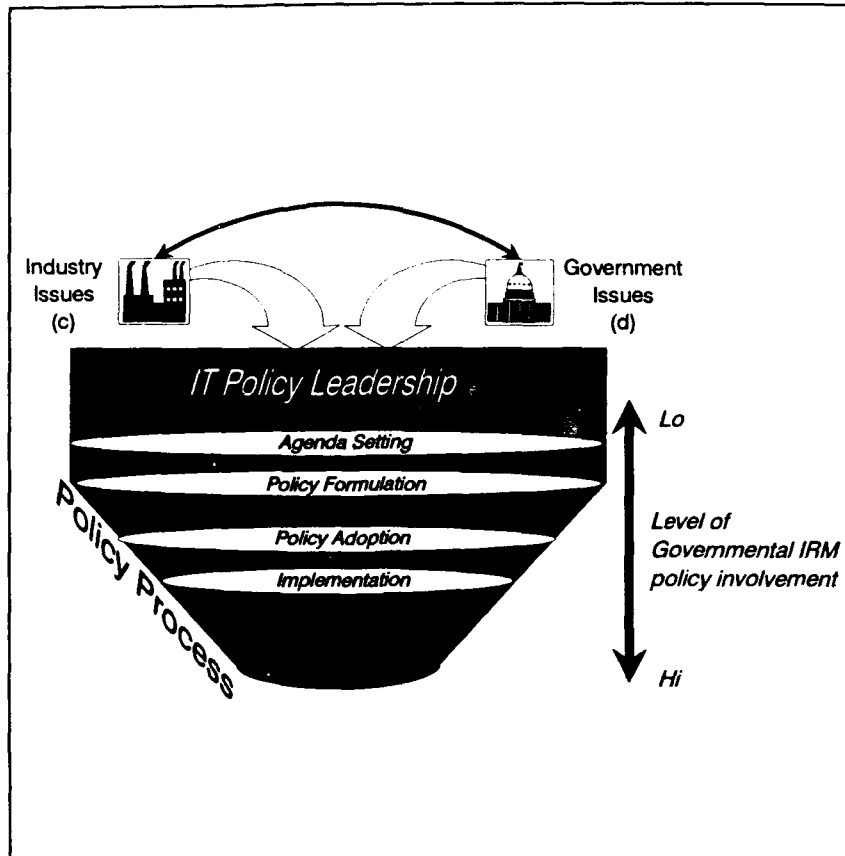 Industry
Issues
(c)
Government
Issues
(d)
IT Policy Leadership
Agenda Setting
Policy Formulation
Policy Adoption
Implementation
Policy Process
Lo
Level of
Governmental IRM
policy involvement
Hi